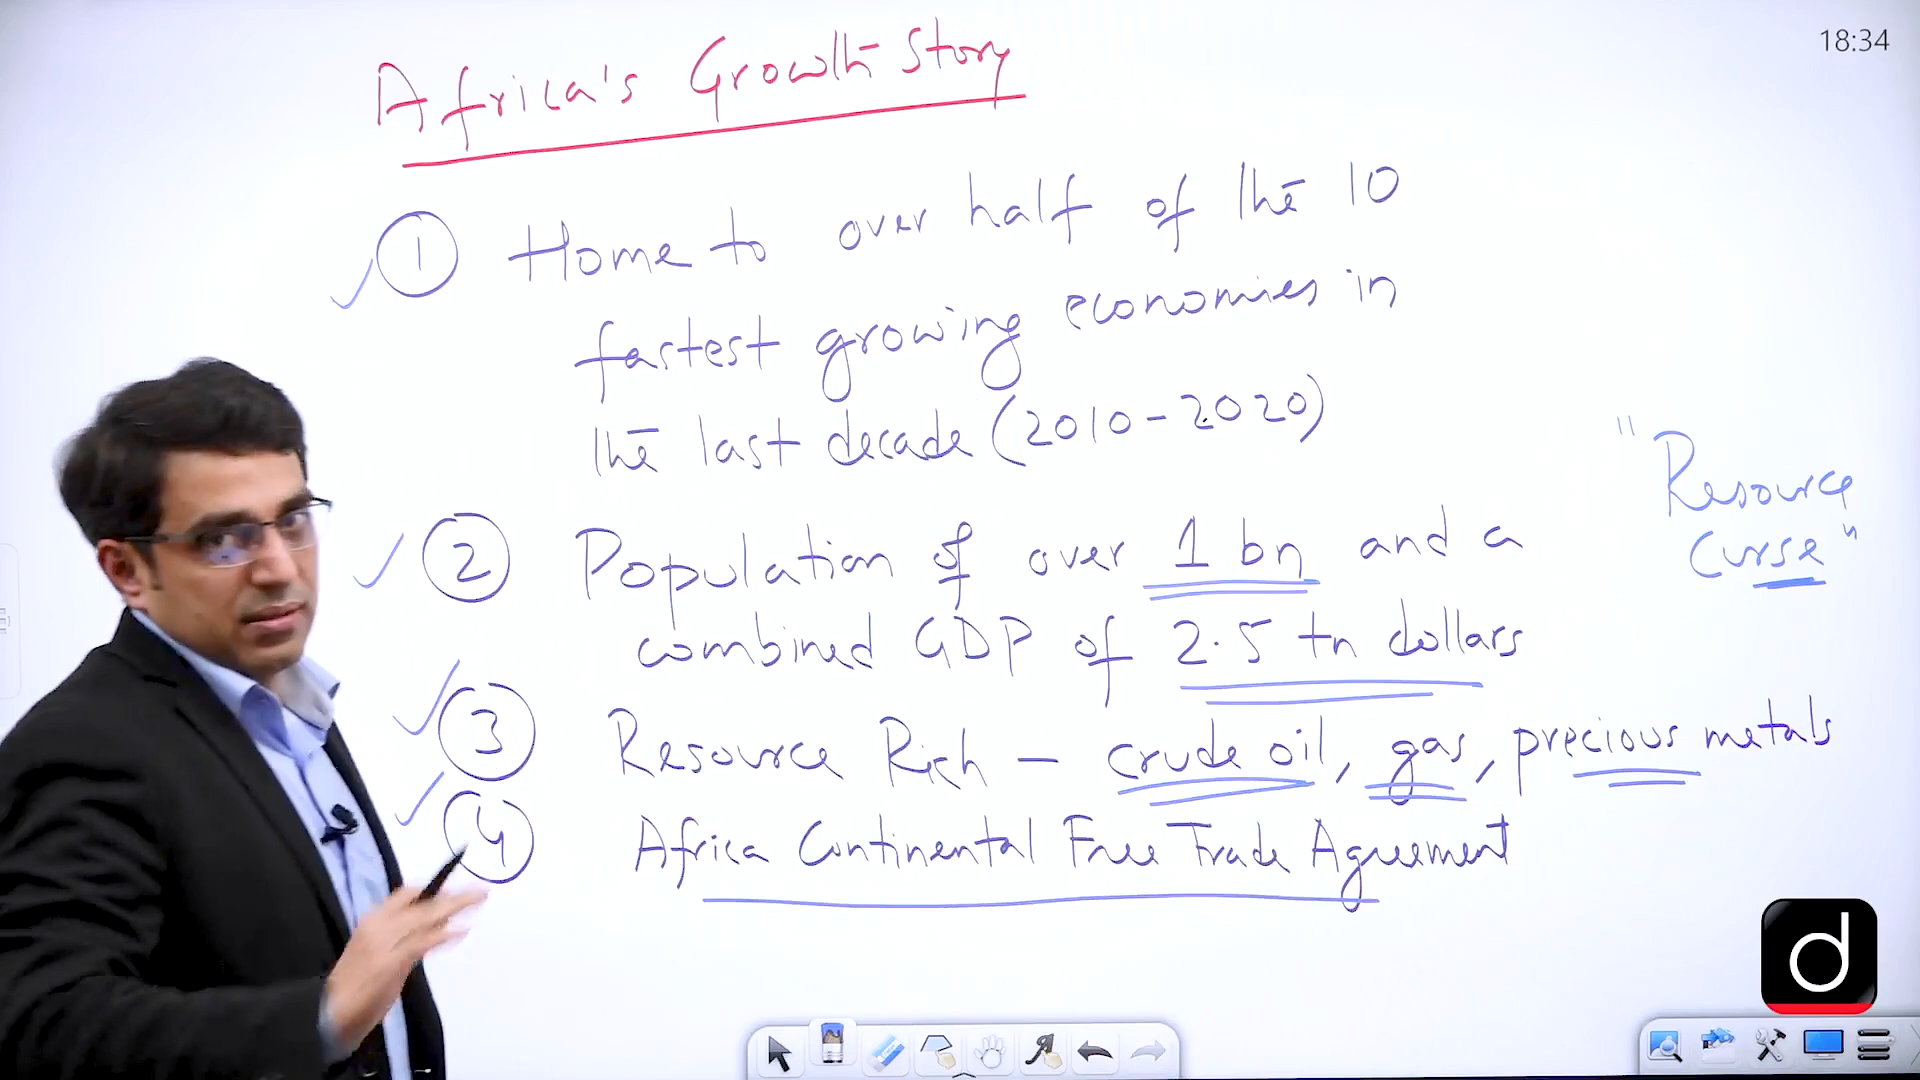 18:34
Africa's Growth Story
1 Home to over half of the 10
fastest growing economies in
the last decade (2010-2020)
"Resource
Curse"
2 Population of over 1 bn and a
combined GDP of 2.5 tn dollars
3 Resource Rich – crude oil, gas, precious metals
4 Africa Continental Free Trade Agreement
d